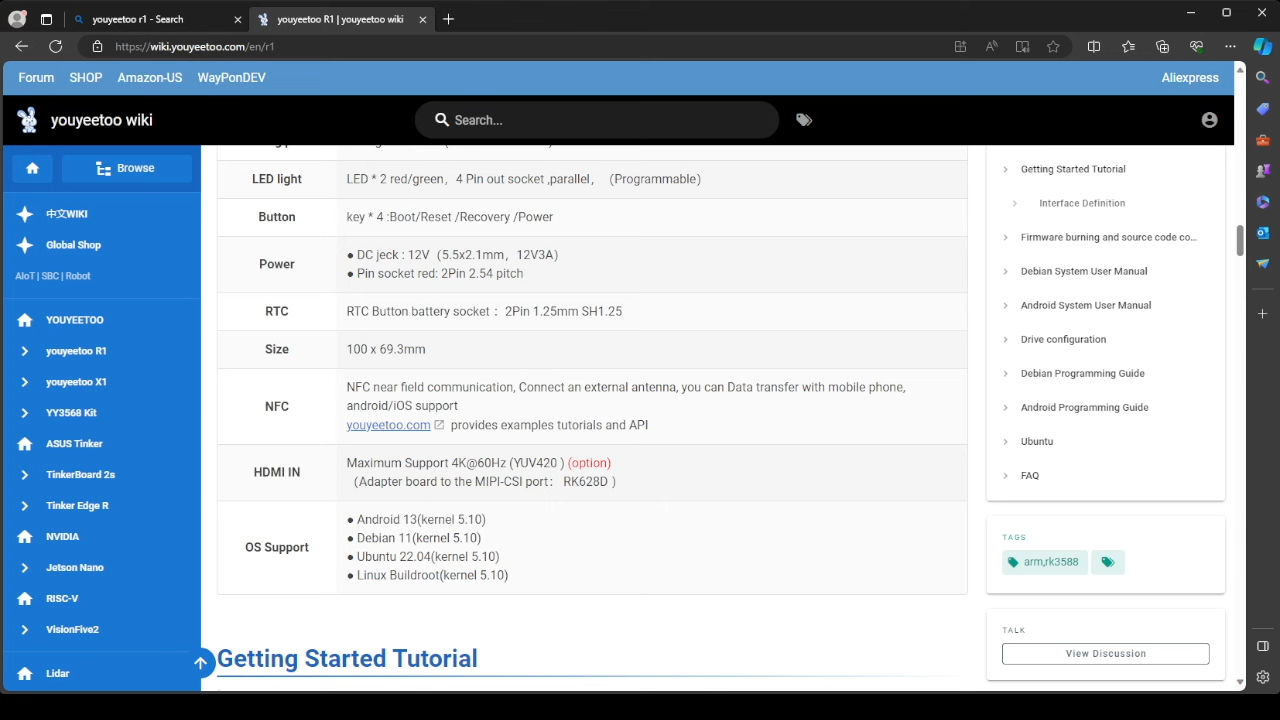 youyeetoo r1 - Search
youyeetoo R1 | youyeetoo wiki
https://wiki.youyeetoo.com/en/r1
Forum SHOP Amazon-US WayPonDEV Aliexpress
youyeetoo wiki
Search...
Browse
中文WIKI
Global Shop
AIoT | SBC | Robot
YOUYEETOO
youyeetoo R1
youyeetoo X1
YY3568 Kit
ASUS Tinker
TinkerBoard 2s
Tinker Edge R
NVIDIA
Jetson Nano
RISC-V
VisionFive2
Lidar
LED light LED * 2 red/green，4 Pin out socket ,parallel，（Programmable）
Button key * 4 :Boot/Reset /Recovery /Power
Power
● DC jeck : 12V（5.5x2.1mm，12V3A）
● Pin socket red: 2Pin 2.54 pitch
RTC RTC Button battery socket：2Pin 1.25mm SH1.25
Size 100 x 69.3mm
NFC
NFC near field communication, Connect an external antenna, you can Data transfer with mobile phone,
android/iOS support
youyeetoo.com provides examples tutorials and API
HDMI IN
Maximum Support 4K@60Hz (YUV420 ) (option)
（Adapter board to the MIPI-CSI port： RK628D ）
OS Support
● Android 13(kernel 5.10)
● Debian 11(kernel 5.10)
● Ubuntu 22.04(kernel 5.10)
● Linux Buildroot(kernel 5.10)
Getting Started Tutorial
Getting Started Tutorial
Interface Definition
Firmware burning and source code co...
Debian System User Manual
Android System User Manual
Drive configuration
Debian Programming Guide
Android Programming Guide
Ubuntu
FAQ
TAGS
arm,rk3588
TALK
View Discussion